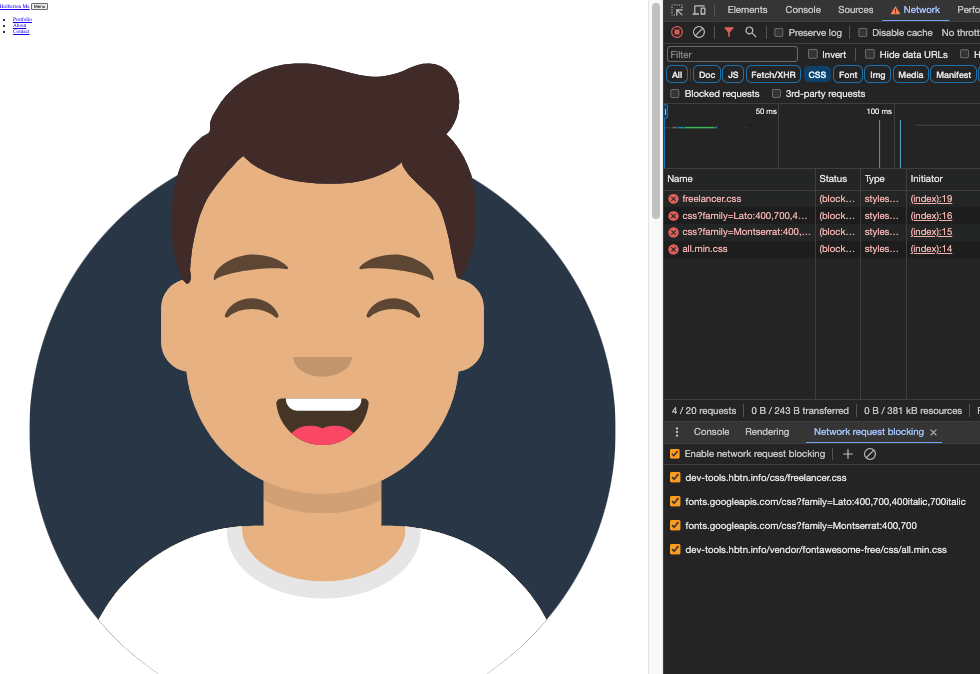 Holberton Me Menu
Portfolio
About
Contact
Elements Console Sources Network Perfo
Preserve log Disable cache No thrott
Filter Invert Hide data URLs H
All Doc JS Fetch/XHR CSS Font Img Media Manifest
Blocked requests 3rd-party requests
50 ms 100 ms
Name Status Type Initiator
freelancer.css (block… styles… (index):19
css?family=Lato:400,700,4… (block… styles… (index):16
css?family=Montserrat:400,… (block… styles… (index):15
all.min.css (block… styles… (index):14
4 / 20 requests 0 B / 243 B transferred 0 B / 381 kB resources F
Console Rendering Network request blocking
Enable network request blocking
dev-tools.hbtn.info/css/freelancer.css
fonts.googleapis.com/css?family=Lato:400,700,400italic,700italic
fonts.googleapis.com/css?family=Montserrat:400,700
dev-tools.hbtn.info/vendor/fontawesome-free/css/all.min.css